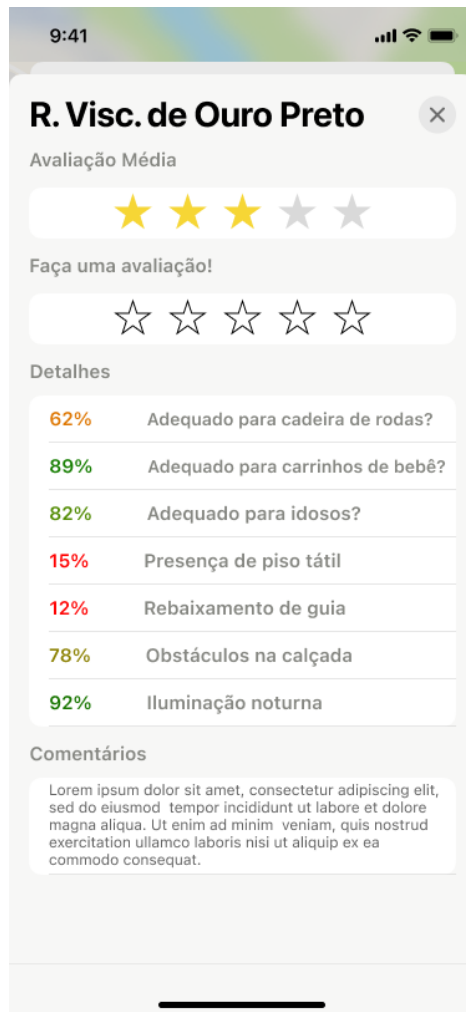 9:41
R. Visc. de Ouro Preto
Avaliação Média
Faça uma avaliação!
Detalhes
62% Adequado para cadeira de rodas?
89% Adequado para carrinhos de bebê?
82% Adequado para idosos?
15% Presença de piso tátil
12% Rebaixamento de guia
78% Obstáculos na calçada
92% Iluminação noturna
Comentários
Lorem ipsum dolor sit amet, consectetur adipiscing elit,
sed do eiusmod  tempor incididunt ut labore et dolore
magna aliqua. Ut enim ad minim  veniam, quis nostrud
exercitation ullamco laboris nisi ut aliquip ex ea
commodo consequat.